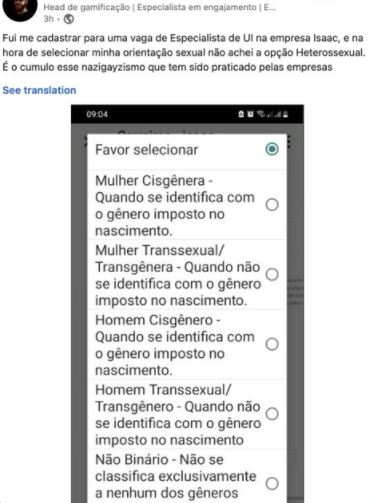 Head de gamificação | Especialista em engajamento | E...
3h •
Fui me cadastrar para uma vaga de Especialista de UI na empresa Isaac, e na
hora de selecionar minha orientação sexual não achei a opção Heterossexual.
É o cumulo esse nazigayzismo que tem sido praticado pelas empresas
See translation
09:04
Favor selecionar
Mulher Cisgênera -
Quando se identifica com
o gênero imposto no
nascimento.
Mulher Transsexual/
Transgênera - Quando não
se identifica com o gênero
imposto no nascimento.
Homem Cisgênero -
Quando se identifica com
o gênero imposto no
nascimento.
Homem Transsexual/
Transgênero - Quando não
se identifica com o gênero
imposto no nascimento
Não Binário - Não se
classifica exclusivamente
a nenhum dos gêneros